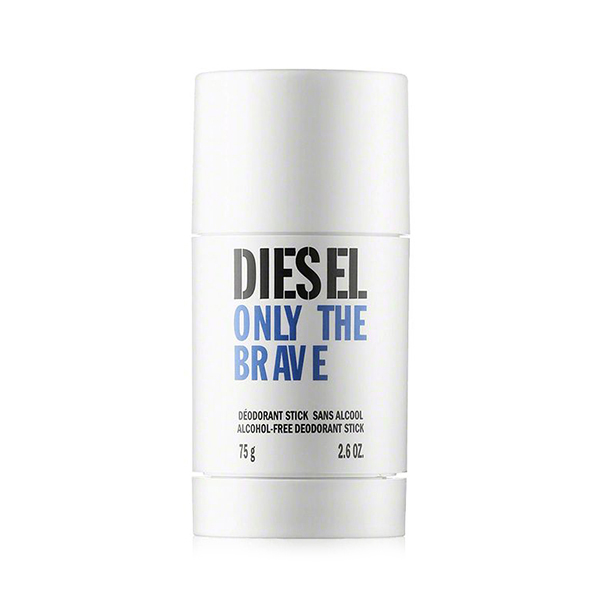 DIESEL
ONLY THE
BRAVE
DÉODORANT STICK SANS ALCOOL
ALCOHOL-FREE DEODORANT STICK
75 g 2.6 OZ.